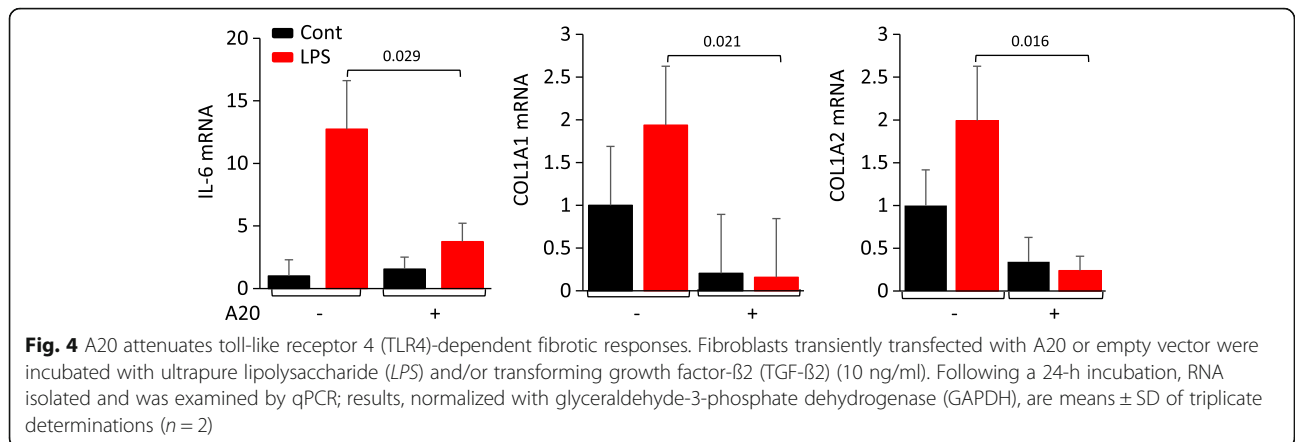 Cont
LPS
IL-6 mRNA
20
15
10
5
0
0.029
COL1A1 mRNA
3
2.5
2
1.5
1
0.5
0
0.021
COL1A2 mRNA
3
2.5
2
1.5
1
0.5
0
0.016
A20 - + - + - +
Fig. 4 A20 attenuates toll-like receptor 4 (TLR4)-dependent fibrotic responses. Fibroblasts transiently transfected with A20 or empty vector were
incubated with ultrapure lipolysaccharide (LPS) and/or transforming growth factor-ß2 (TGF-ß2) (10 ng/ml). Following a 24-h incubation, RNA
isolated and was examined by qPCR; results, normalized with glyceraldehyde-3-phosphate dehydrogenase (GAPDH), are means ± SD of triplicate
determinations (n = 2)